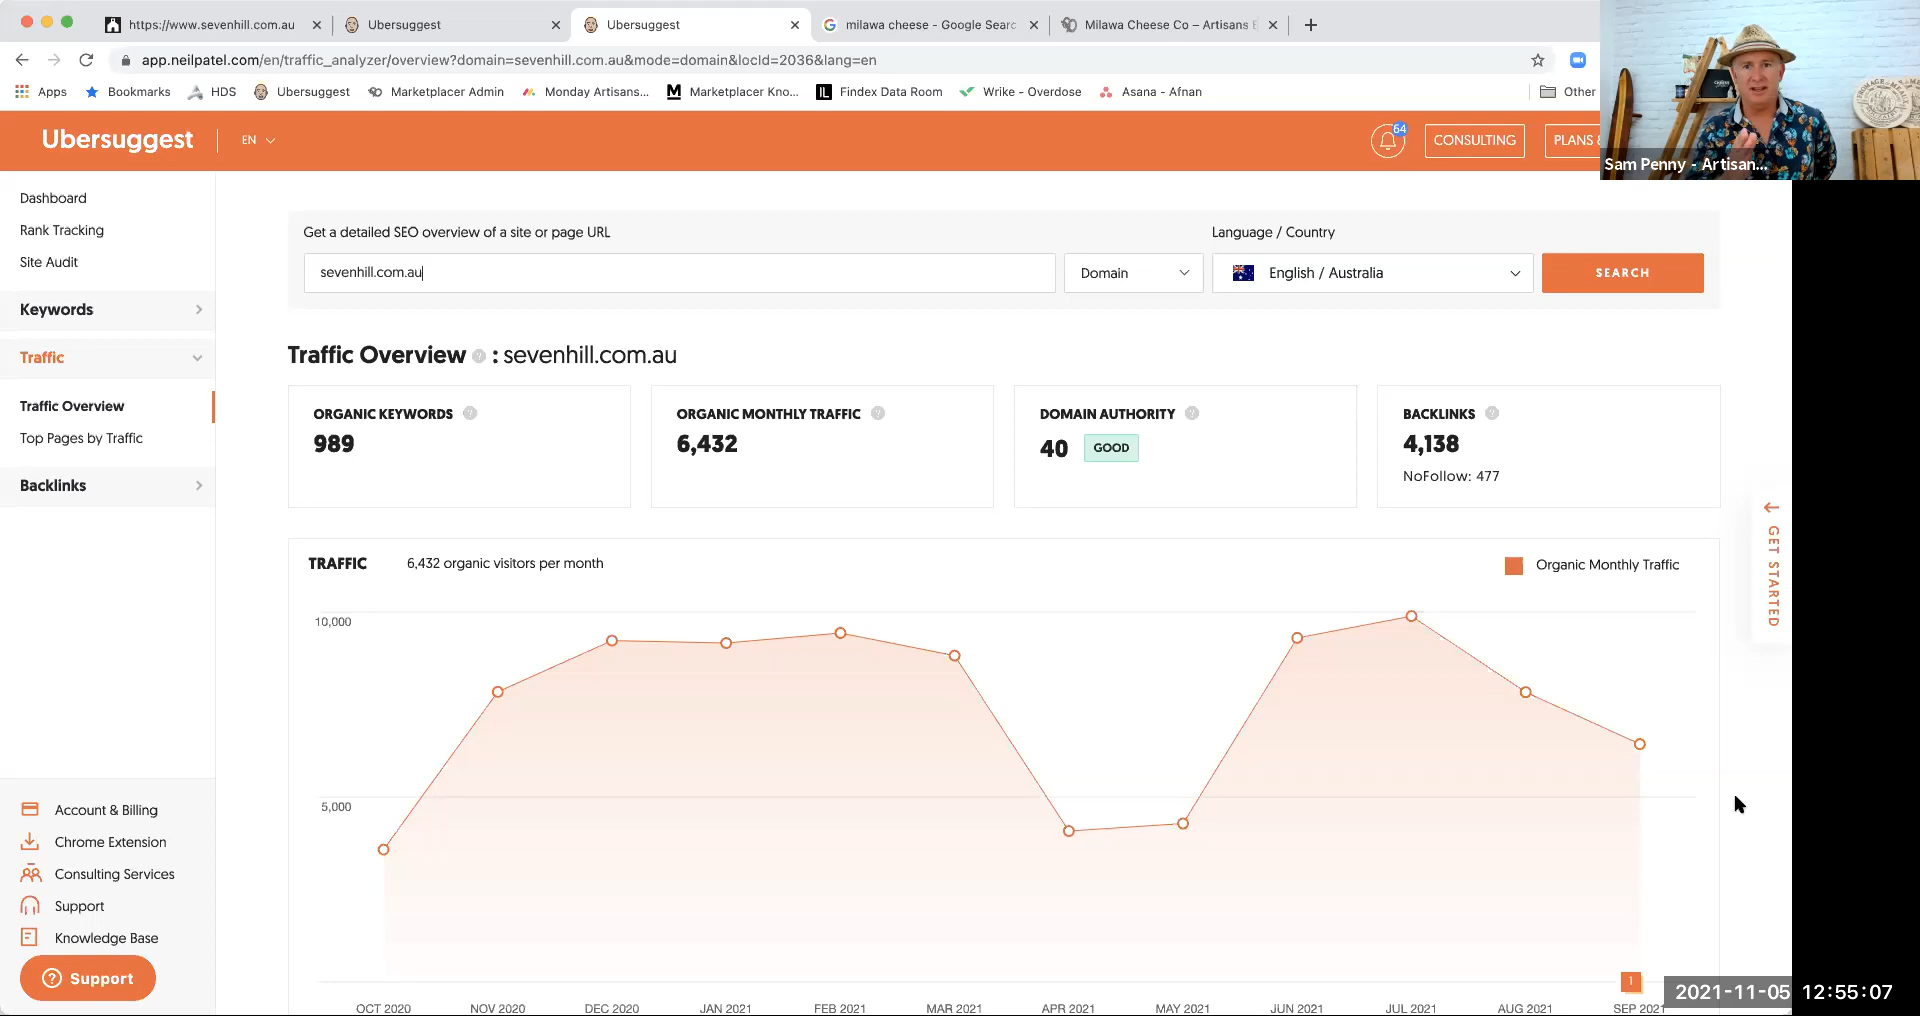 https://www.sevenhill.com.au
Ubersuggest
Ubersuggest
milawa cheese - Google Searc
Milawa Cheese Co – Artisans E
app.neilpatel.com/en/traffic_analyzer/overview?domain=sevenhill.com.au&mode=domain&locId=2036&lang=en
Apps
Bookmarks
HDS
Ubersuggest
Marketplacer Admin
Monday Artisans...
Marketplacer Kno...
Findex Data Room
Wrike - Overdose
Asana - Afnan
Other
Ubersuggest
EN
64
CONSULTING
PLANS &
Sam Penny - Artisan...
Dashboard
Rank Tracking
Site Audit
Keywords
Traffic
Traffic Overview
Top Pages by Traffic
Backlinks
Account & Billing
Chrome Extension
Consulting Services
Support
Knowledge Base
Support
Get a detailed SEO overview of a site or page URL
Language / Country
sevenhill.com.au
Domain
English / Australia
SEARCH
Traffic Overview : sevenhill.com.au
ORGANIC KEYWORDS
989
ORGANIC MONTHLY TRAFFIC
6,432
DOMAIN AUTHORITY
40 GOOD
BACKLINKS
4,138
NoFollow: 477
GET STARTED
TRAFFIC
6,432 organic visitors per month
Organic Monthly Traffic
10,000
5,000
1
OCT 2020
NOV 2020
DEC 2020
JAN 2021
FEB 2021
MAR 2021
APR 2021
MAY 2021
JUN 2021
JUL 2021
AUG 2021
SEP 2021
2021-11-05 12:55:07